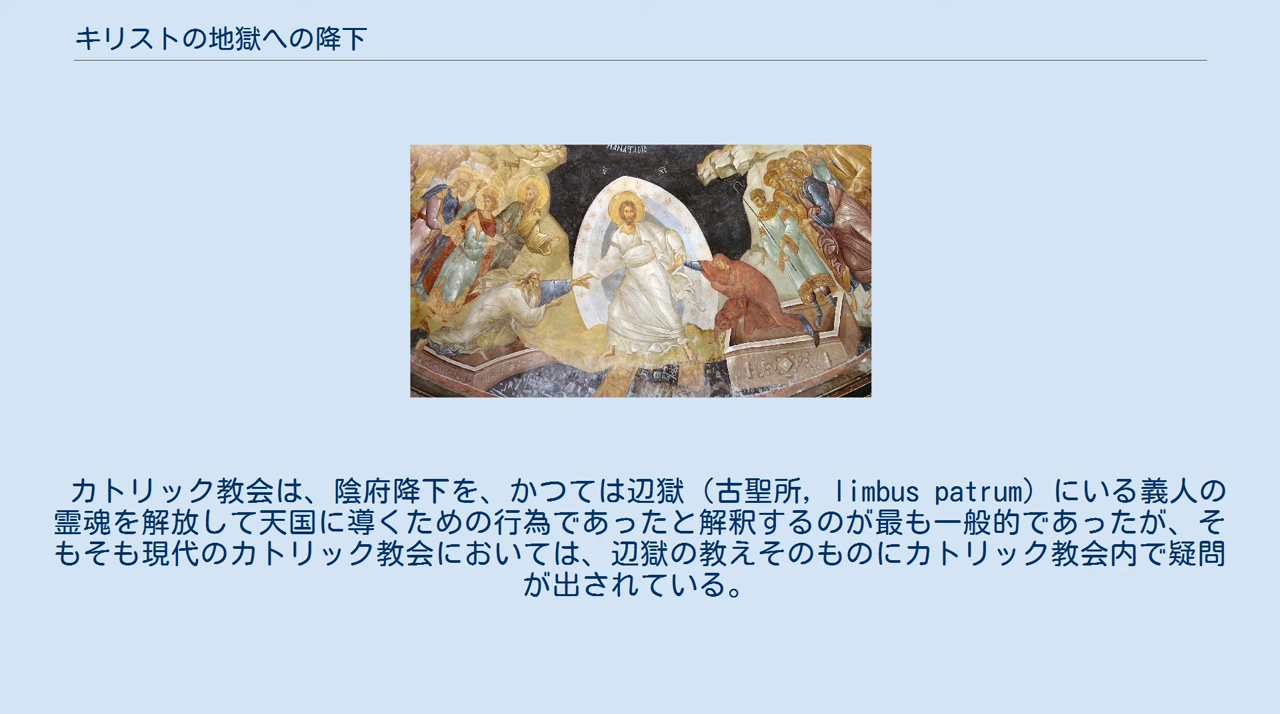 キリストの地獄への降下
カトリック教会は、陰府降下を、かつては辺獄（古聖所, limbus patrum）にいる義人の
霊魂を解放して天国に導くための行為であったと解釈するのが最も一般的であったが、そ
もそも現代のカトリック教会においては、辺獄の教えそのものにカトリック教会内で疑問
が出されている。